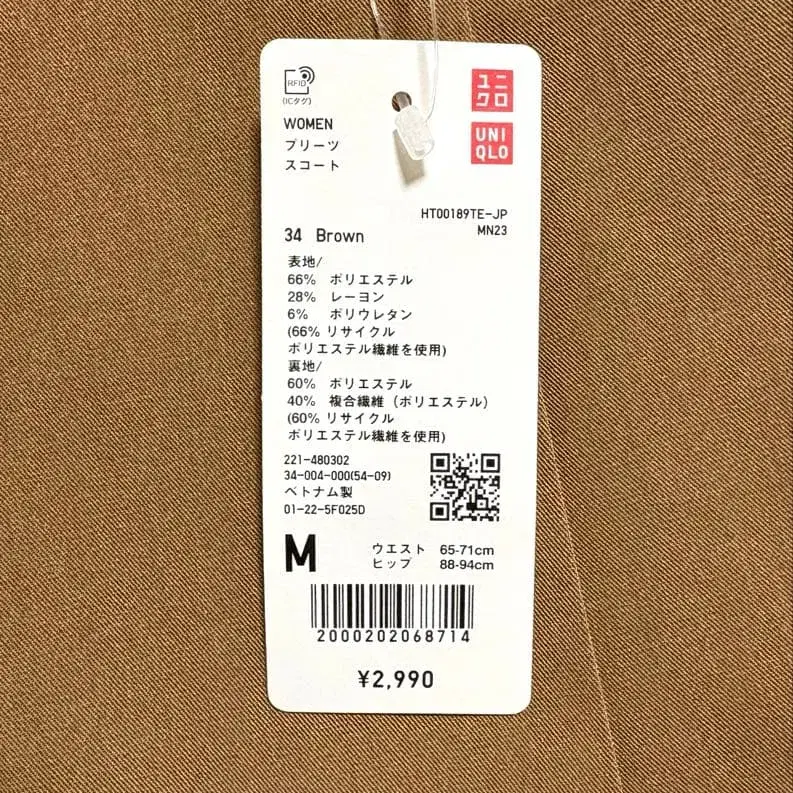 RFID
(ICタグ)
ユニ
クロ
UNI
QLO
WOMEN
プリーツ
スコート
HT00189TE-JP
MN23
34 Brown
表地/
66% ポリエステル
28% レーヨン
6% ポリウレタン
(66% リサイクル
ポリエステル繊維を使用)
裏地/
60% ポリエステル
40% 複合繊維（ポリエステル）
(60% リサイクル
ポリエステル繊維を使用)
221-480302
34-004-000(54-09)
ベトナム製
01-22-5F025D
M
ウエスト 65-71cm
ヒップ 88-94cm
2000202068714
¥2,990